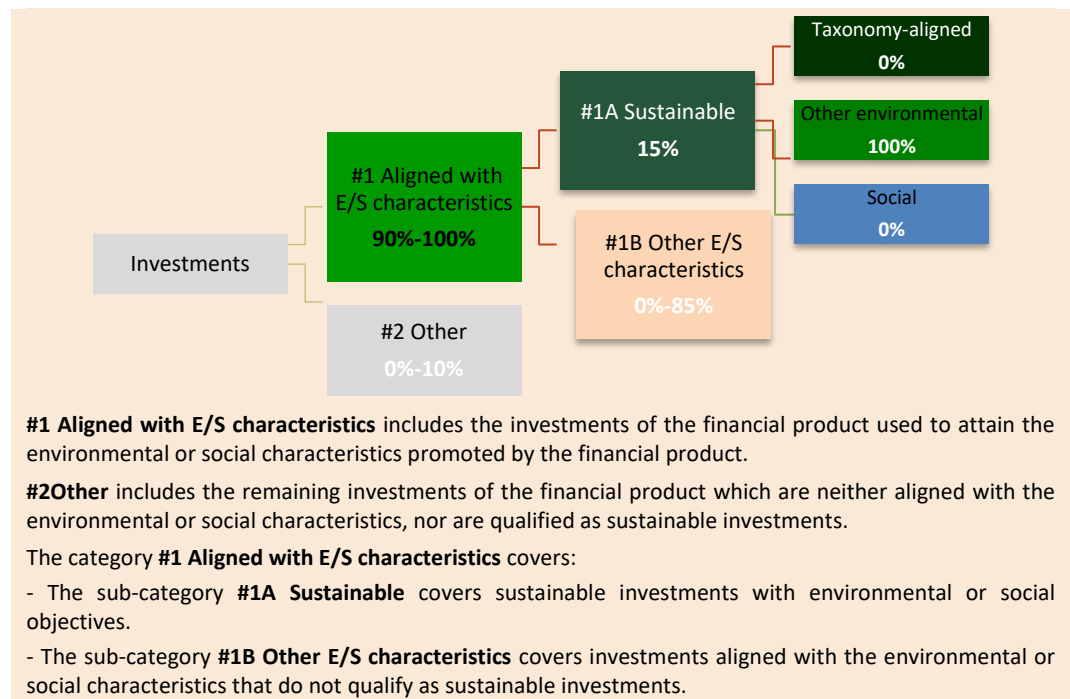 Taxonomy-aligned
0%
#1A Sustainable
15%
Other environmental
100%
#1 Aligned with
E/S characteristics
90%-100%
Social
0%
#1B Other E/S
characteristics
0%-85%
Investments
#2 Other
0%-10%
#1 Aligned with E/S characteristics includes the investments of the financial product used to attain the
environmental or social characteristics promoted by the financial product.
#2Other includes the remaining investments of the financial product which are neither aligned with the
environmental or social characteristics, nor are qualified as sustainable investments.
The category #1 Aligned with E/S characteristics covers:
- The sub-category #1A Sustainable covers sustainable investments with environmental or social
objectives.
- The sub-category #1B Other E/S characteristics covers investments aligned with the environmental or
social characteristics that do not qualify as sustainable investments.